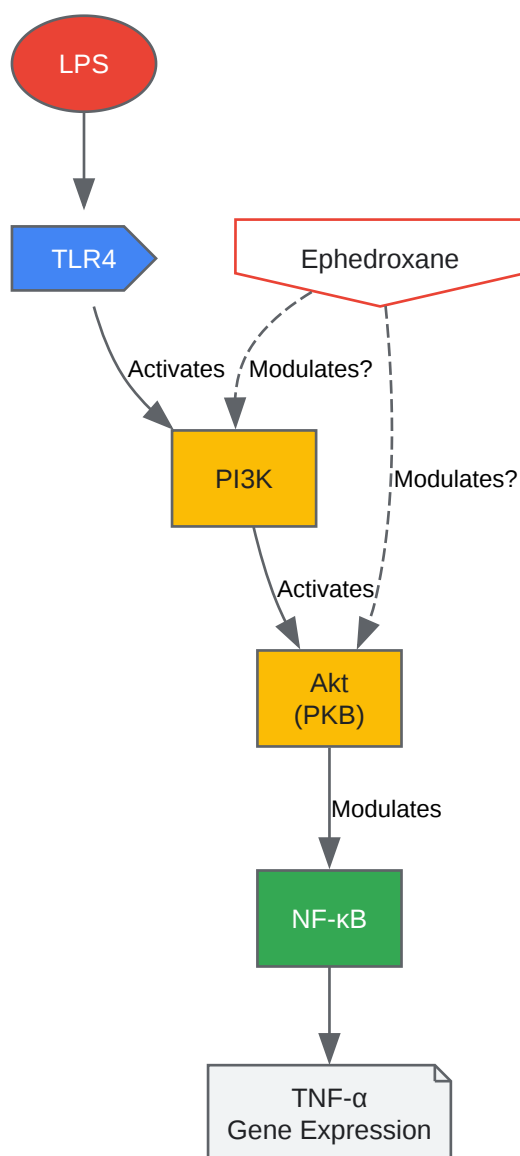 LPS
TLR4
Ephedroxane
Activates
Modulates?
PI3K
Modulates?
Activates
Akt
(PKB)
Modulates
NF-κB
TNF-α
Gene Expression